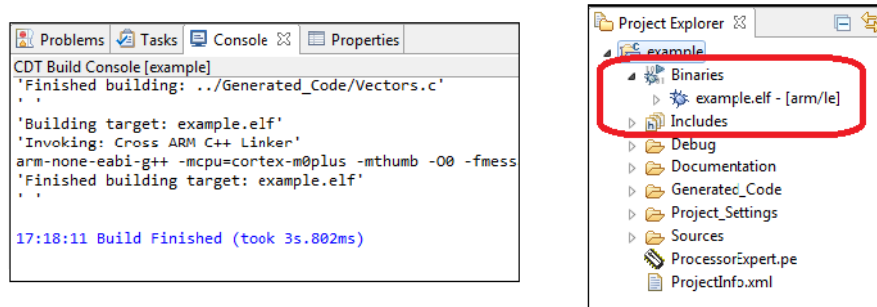 Problems Tasks Console Properties
CDT Build Console [example]
'Finished building: ../Generated_Code/Vectors.c'
' '
'Building target: example.elf'
'Invoking: Cross ARM C++ Linker'
arm-none-eabi-g++ -mcpu=cortex-m0plus -mthumb -O0 -fmess
'Finished building target: example.elf'
' '
17:18:11 Build Finished (took 3s.802ms)
Project Explorer
example
Binaries
example.elf - [arm/le]
Includes
Debug
Documentation
Generated_Code
Project_Settings
Sources
ProcessorExpert.pe
ProjectInfo.xml